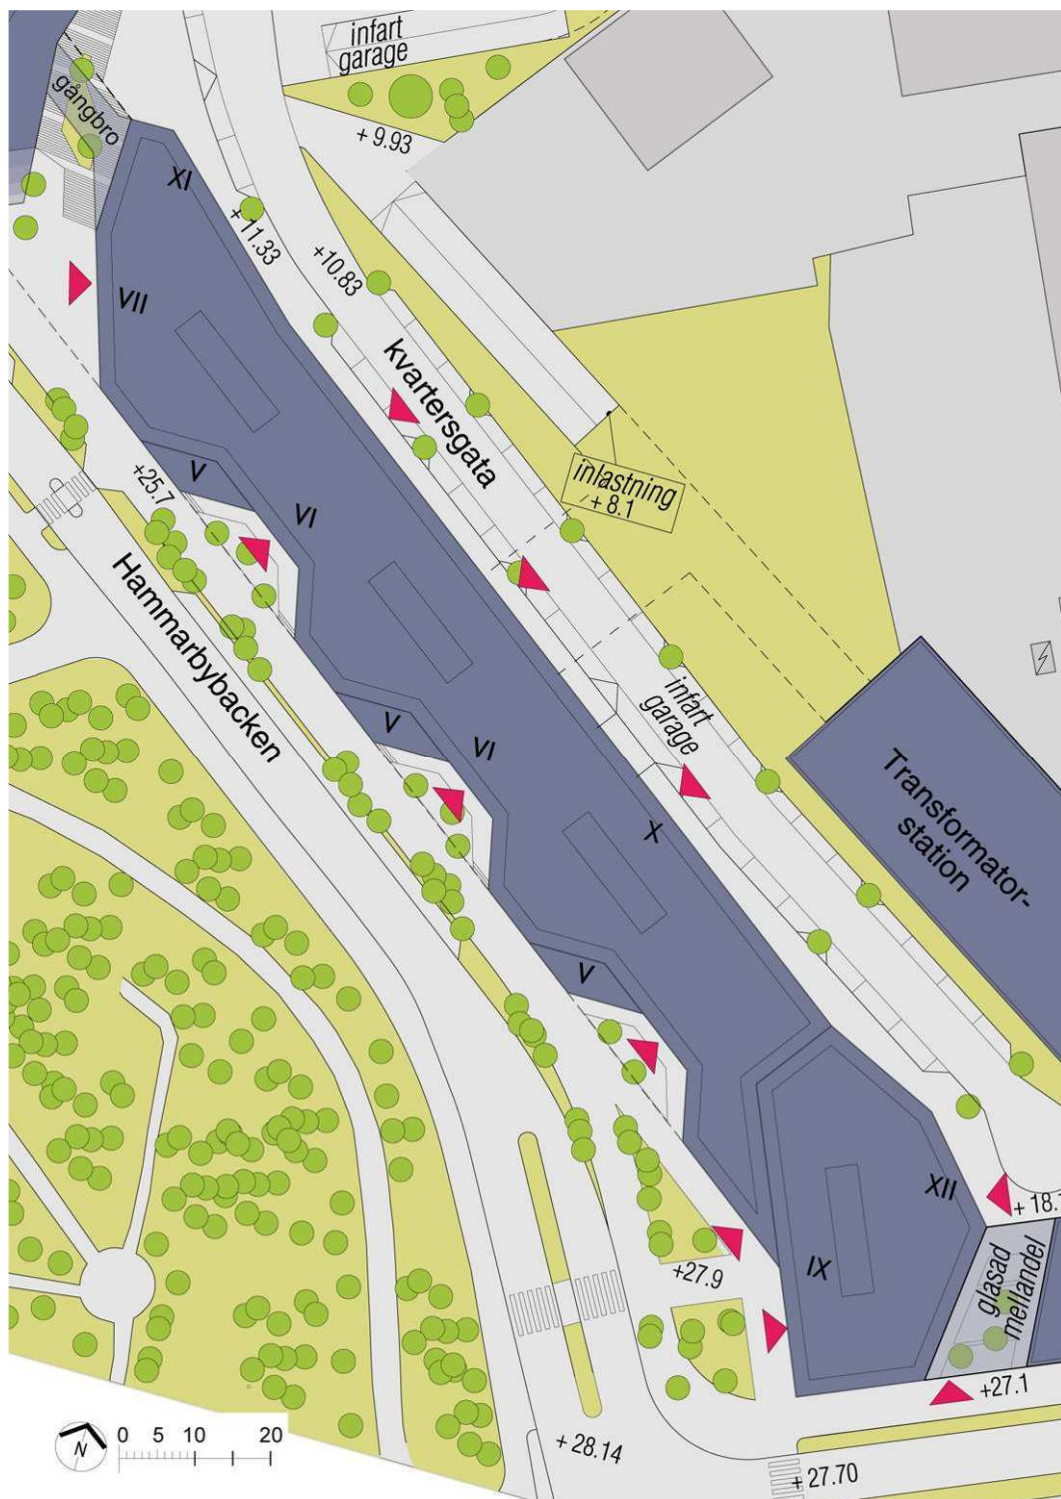 infart
garage
gångbro
+ 9.93
XI
+ 11.33
+10.83
VII
kvartersgata
V
+25.7
VI
inlastning
+ 8.1
Hammarbybacken
V
VI
infart
garage
X
Transformator-
station
V
XII
+ 18.
IX
+27.9
glasad
mellandel
+27.1
N
0 5 10 20
+ 28.14
+ 27.70